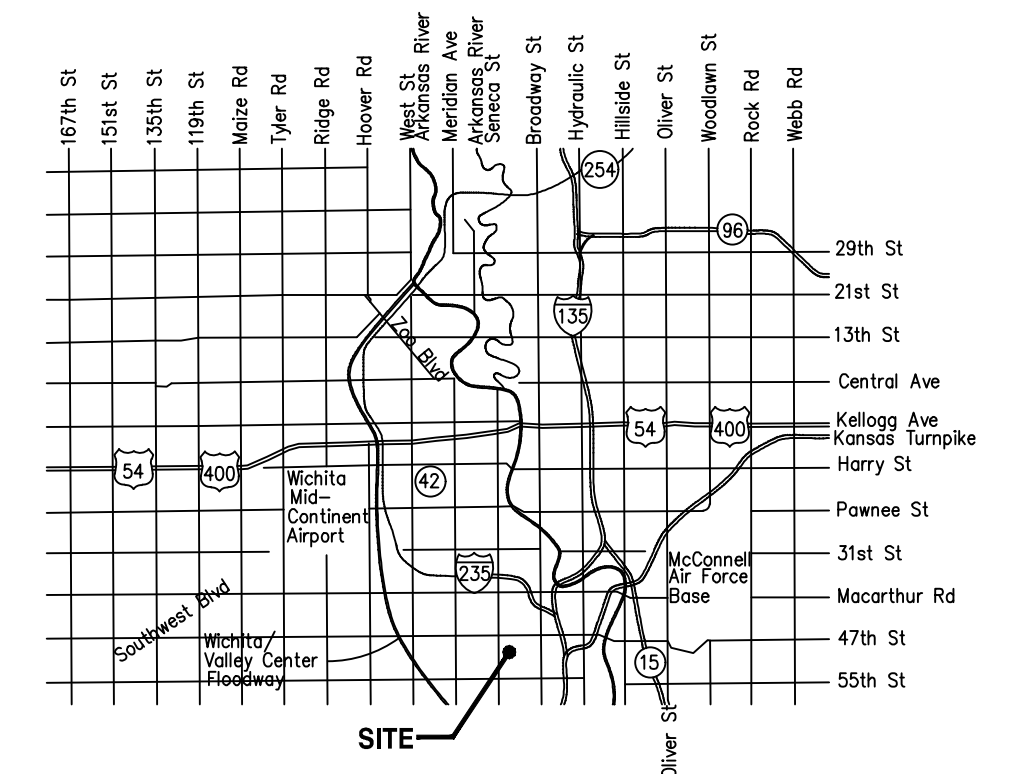 167th St
151st St
135th St
119th St
Maize Rd
Tyler Rd
Ridge Rd
Hoover Rd
West St
Arkansas River
Meridian Ave
Arkansas River
Seneca St
Broadway St
Hydraulic St
Hillside St
Oliver St
Woodlawn St
Rock Rd
Webb Rd
254
96
29th St
21st St
135
13th St
Zoo Blvd
Central Ave
54
400
Kellogg Ave
Kansas Turnpike
54
400
Harry St
Wichita
Mid-
Continent
Airport
42
Pawnee St
31st St
235
McConnell
Air Force
Base
Macarthur Rd
Southwest Blvd
Wichita/
Valley Center
Floodway
47th St
15
55th St
SITE
Oliver St